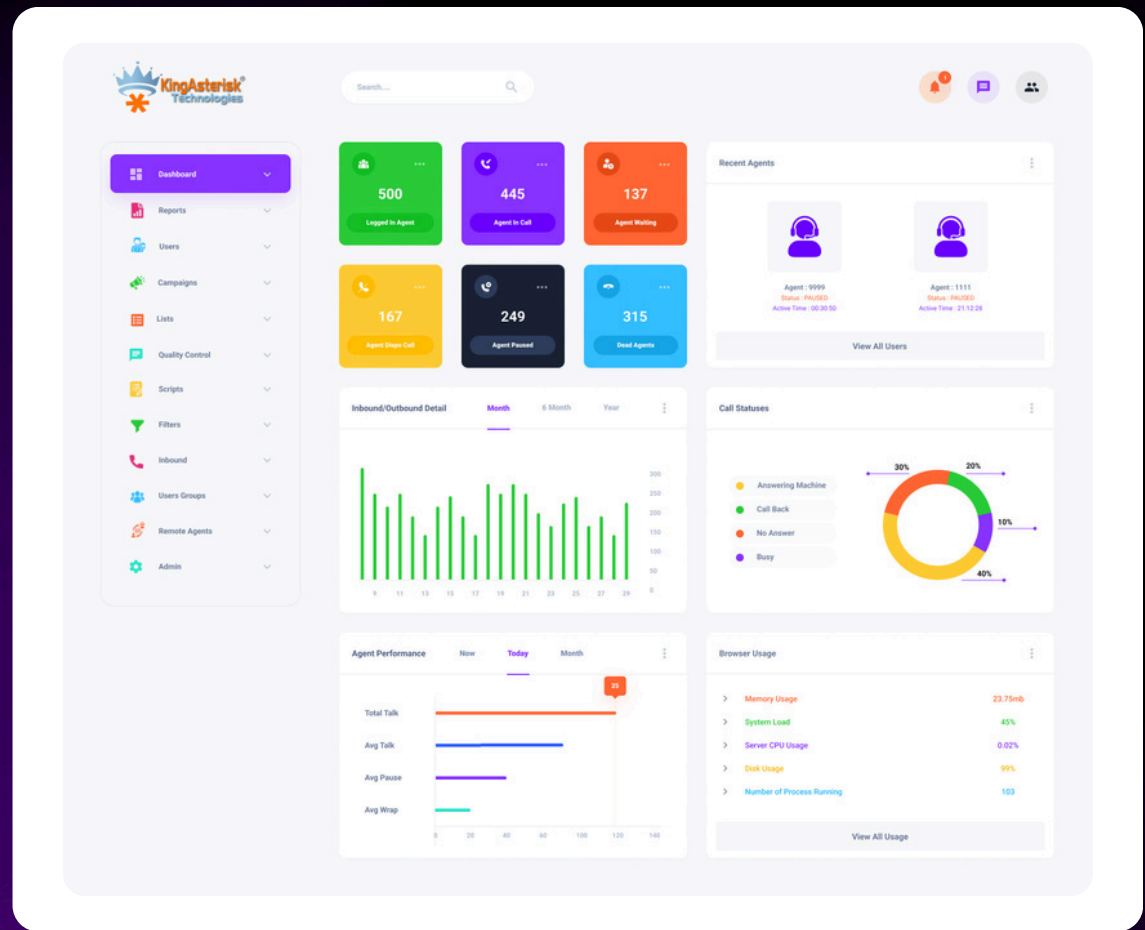 KingAsterisk®
Technologies
Search...
Dashboard
Reports
Users
Campaigns
Lists
Quality Control
Scripts
Filters
Inbound
Users Groups
Remote Agents
Admin
500
Logged In Agent
445
Agent In Call
137
Agent Waiting
167
Agent Dispo Call
249
Agent Paused
315
Dead Agents
Recent Agents
Agent : 9999
Status : PAUSED
Active Time : 00:30:50
Agent : 1111
Status : PAUSED
Active Time : 21:12:28
View All Users
Inbound/Outbound Detail Month 6 Month Year
300
250
200
150
100
50
0
9 11 13 15 17 19 21 23 25 27 29
Call Statuses
Answering Machine
Call Back
No Answer
Busy
30%
20%
10%
40%
Agent Performance Now Today Month
35
Total Talk
Avg Talk
Avg Pause
Avg Wrap
0 20 40 60 100 120 140
Browser Usage
Memory Usage 23.75mb
System Load 45%
Server CPU Usage 0.02%
Disk Usage 99%
Number of Process Running 103
View All Usage